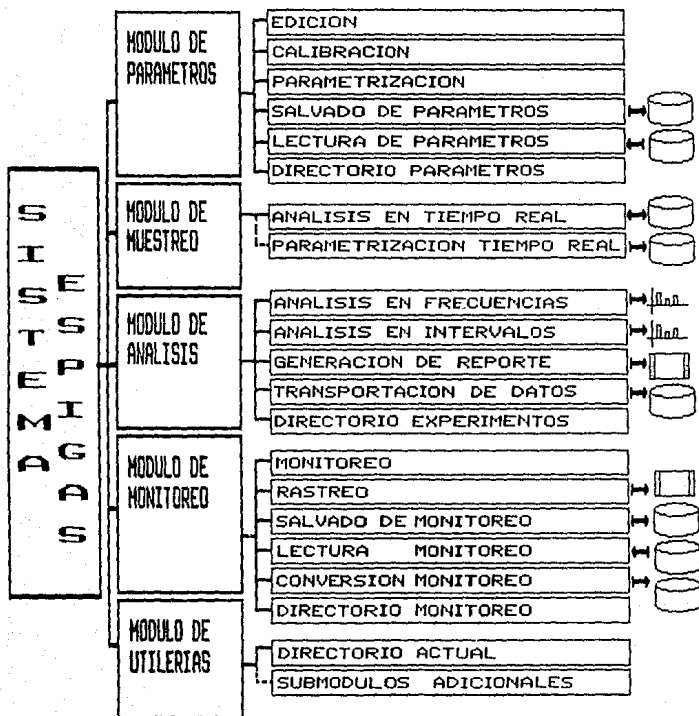 SISTEMA
ESPIGAS
MODULO DE
PARAMETROS
EDICION
CALIBRACION
PARAMETRIZACION
SALVADO DE PARAMETROS
LECTURA DE PARAMETROS
DIRECTORIO PARAMETROS
MODULO DE
MUESTREO
ANALISIS EN TIEMPO REAL
PARAMETRIZACION TIEMPO REAL
MODULO DE
ANALISIS
ANALISIS EN FRECUENCIAS
ANALISIS EN INTERVALOS
GENERACION DE REPORTE
TRANSPORTACION DE DATOS
DIRECTORIO EXPERIMENTOS
MODULO DE
MONITOREO
MONITOREO
RASTREO
SALVADO DE MONITOREO
LECTURA MONITOREO
CONVERSION MONITOREO
DIRECTORIO MONITOREO
MODULO DE
UTILERIAS
DIRECTORIO ACTUAL
SUBMODULOS ADICIONALES